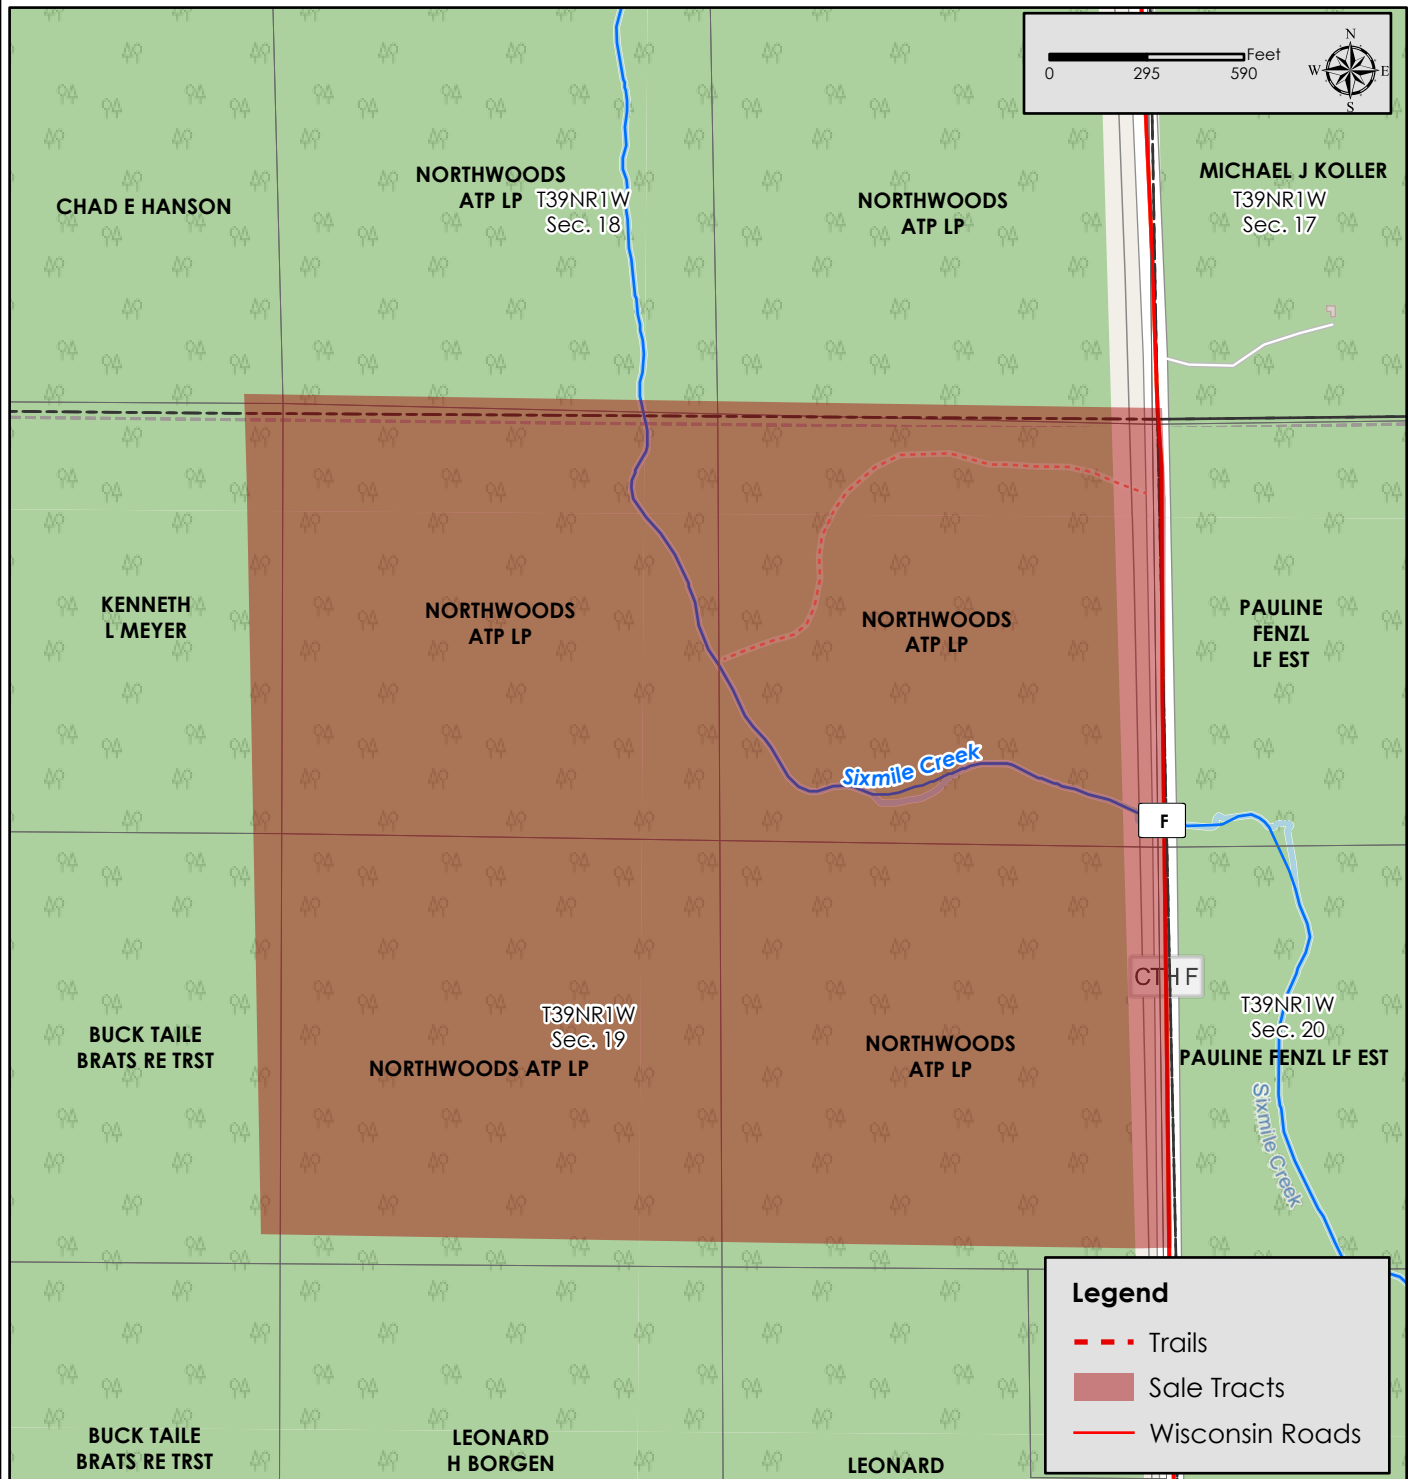 Feet
0 295 590
N
W E
S
CHAD E HANSON
NORTHWOODS
ATP LP
T39NR1W
Sec. 18
NORTHWOODS
ATP LP
MICHAEL J KOLLER
T39NR1W
Sec. 17
KENNETH
L MEYER
NORTHWOODS
ATP LP
NORTHWOODS
ATP LP
PAULINE
FENZL
LF EST
Sixmile Creek
F
CTH F
BUCK TAILE
BRATS RE TRST
T39NR1W
Sec. 19
NORTHWOODS ATP LP
NORTHWOODS
ATP LP
T39NR1W
Sec. 20
PAULINE FENZL LF EST
Sixmile Creek
BUCK TAILE
BRATS RE TRST
LEONARD
H BORGEN
LEONARD
Legend
Trails
Sale Tracts
Wisconsin Roads